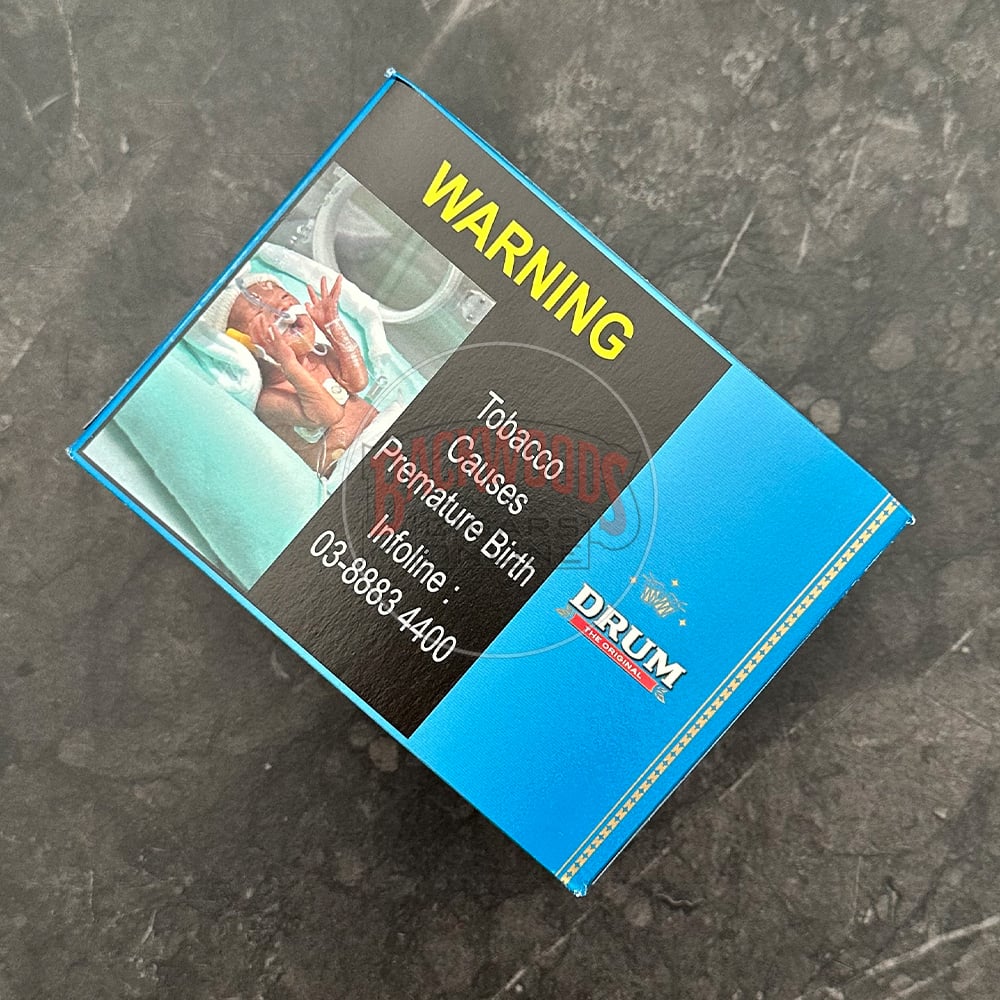 WARNING
Tobacco
Causes
Premature Birth
Infoline :
03-8883 4400
DRUM
THE ORIGINAL
BACKWOODS